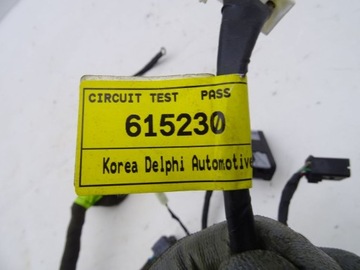 CIRCUIT TEST PASS
615230
Korea Delphi Automotive